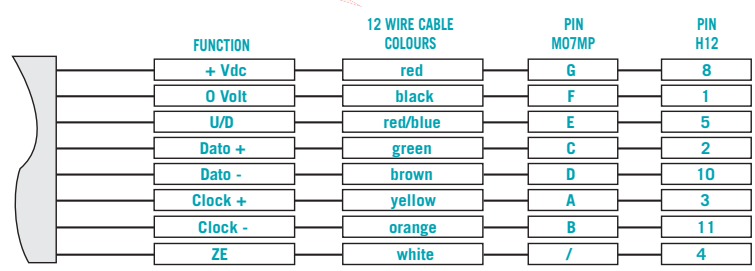 FUNCTION 12 WIRE CABLE COLOURS PIN MO7MP PIN H12
+ Vdc red G 8
0 Volt black F 1
U/D red/blue E 5
Dato + green C 2
Dato - brown D 10
Clock + yellow A 3
Clock - orange B 11
ZE white / 4